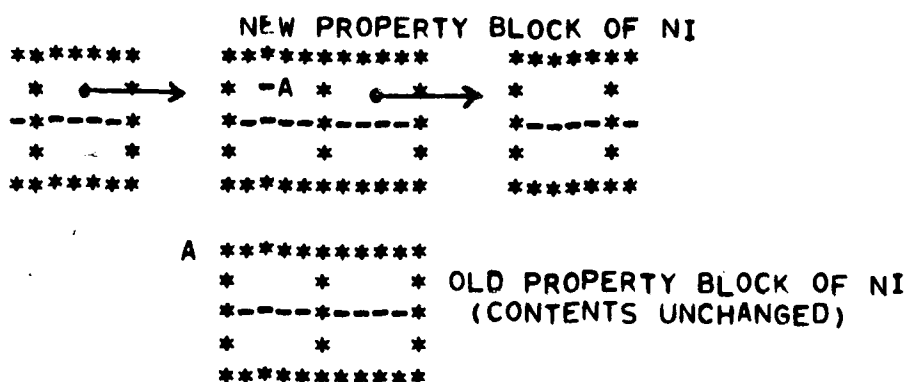 NEW PROPERTY BLOCK OF NI
*******    ***********    *******
 *    *    * -A *    *    *    *
-*----*    *----*----*    *----*-
 *    *    *    *    *    *    *
*******    ***********    *******
A ***********
*    *    * OLD PROPERTY BLOCK OF NI
*----*----* (CONTENTS UNCHANGED)
*    *    *
***********